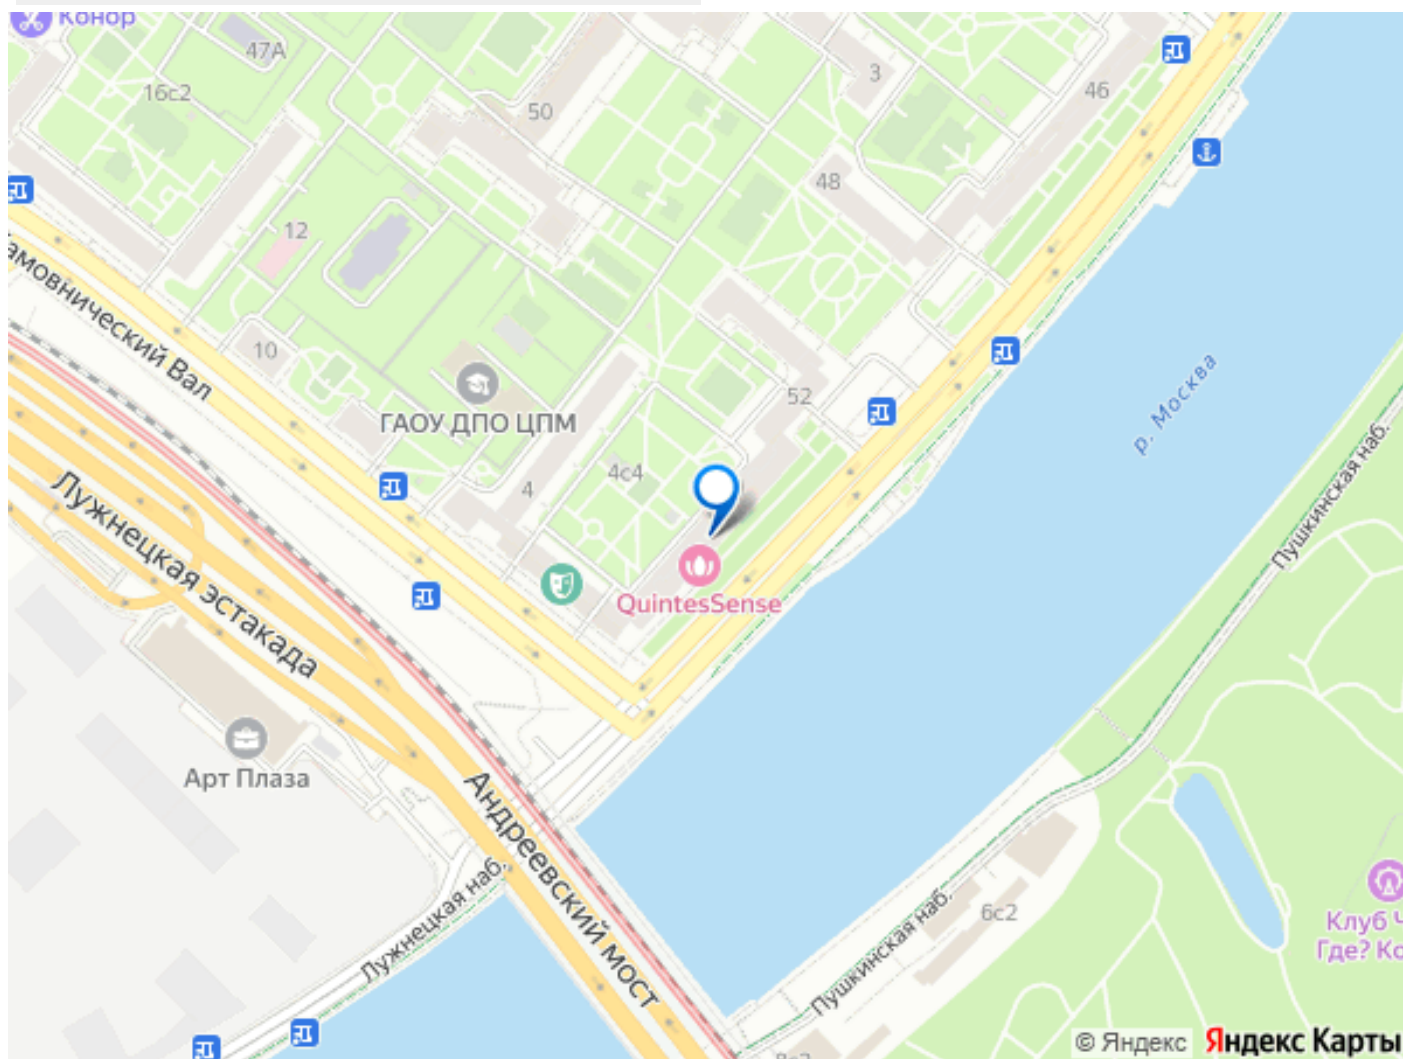 Конор
47А
16с2
50
3
46
48
12
амовнический Вал
10
ГАОУ ДПО ЦПМ
52
4с4
4
р. Москва
Пушкинская наб.
Лужнецкая эстакада
QuintesSense
Арт Плаза
Андреевский мост
Лужнецкая наб.
6с2
Пушкинская наб.
Клуб Ч
Где? Ко
© Яндекс Яндекс Карты